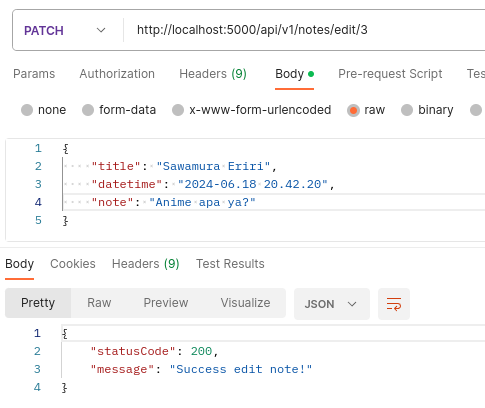 PATCH http://localhost:5000/api/v1/notes/edit/3
Params Authorization Headers (9) Body Pre-request Script Tes
none form-data x-www-form-urlencoded raw binary
1 {
2 ····"title":·"Sawamura·Eriri",
3 ····"datetime":·"2024-06.18·20.42.20",
4 ····"note":·"Anime·apa·ya?"
5 }
Body Cookies Headers (9) Test Results
Pretty Raw Preview Visualize JSON
1 {
2     "statusCode": 200,
3     "message": "Success edit note!"
4 }